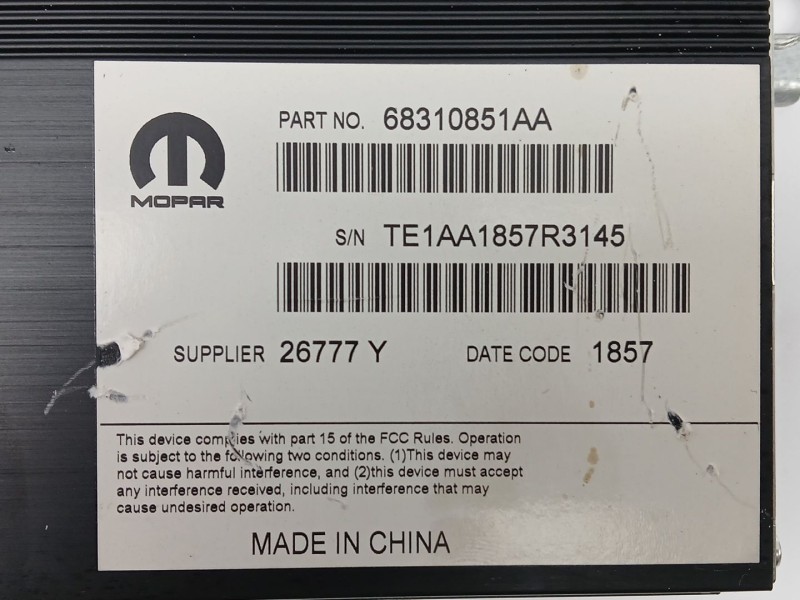 PART NO. 68310851AA
MOPAR
S/N TE1AA1857R3145
SUPPLIER 26777 Y DATE CODE 1857
This device complies with part 15 of the FCC Rules. Operation
is subject to the following two conditions. (1)This device may
not cause harmful interference, and (2)this device must accept
any interference received, including interference that may
cause undesired operation.
MADE IN CHINA